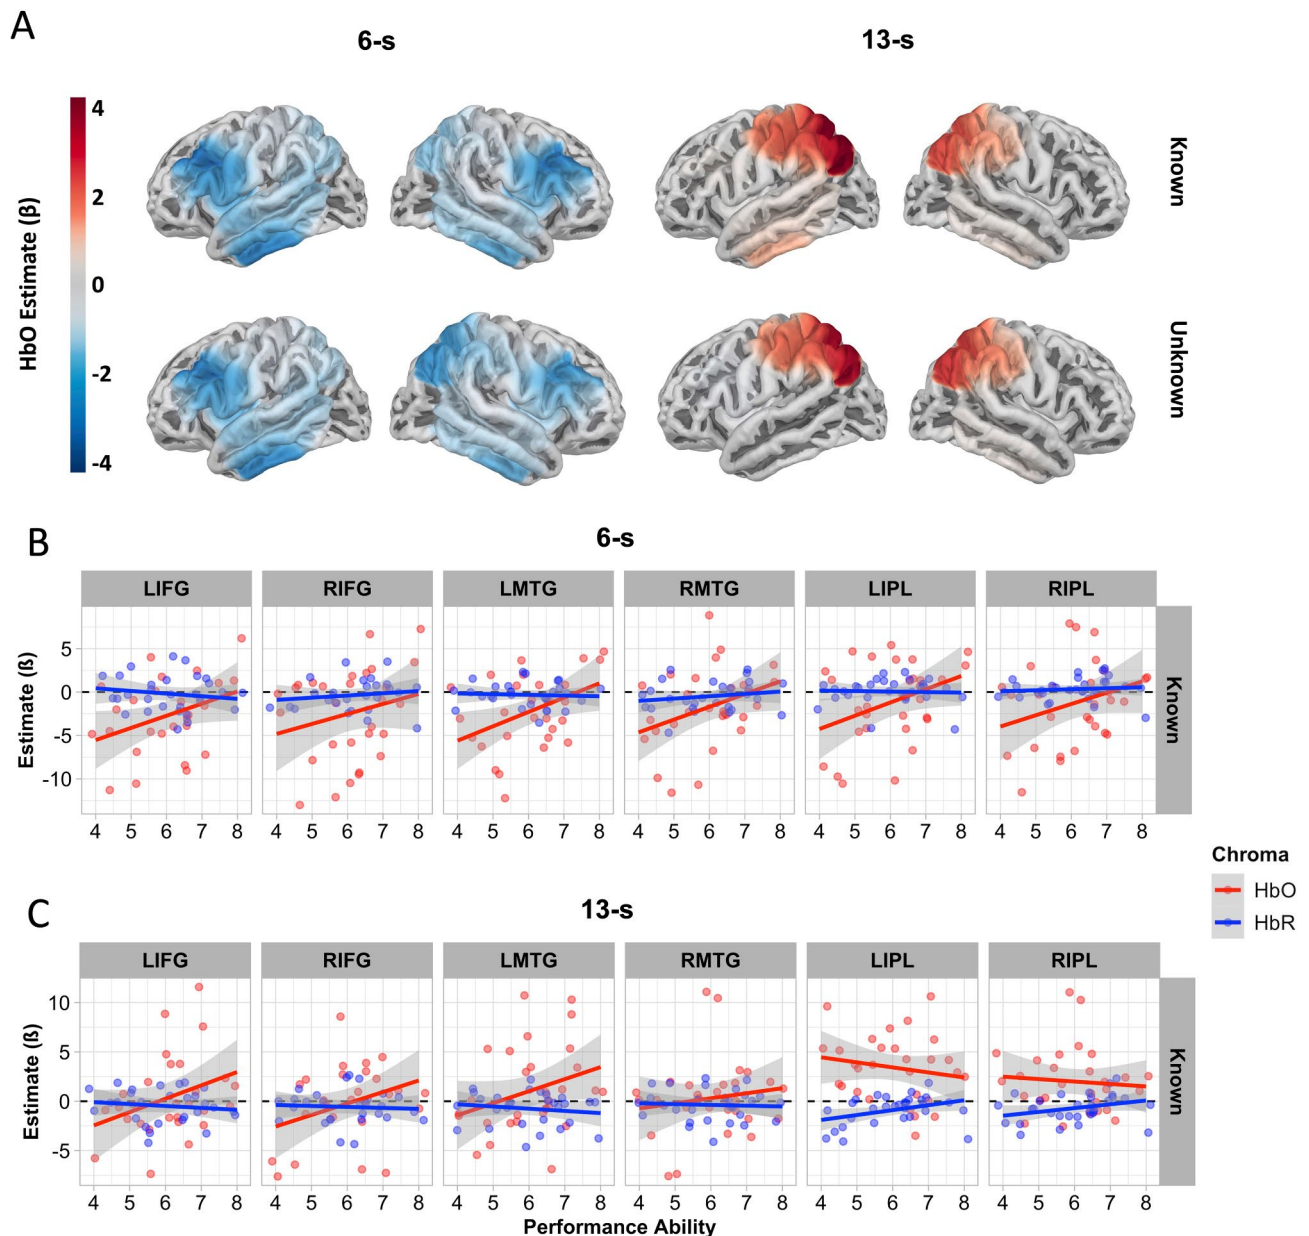 A
6-s 13-s
HbO Estimate (β)
4
2
0
-2
-4
Known
Unknown
B
6-s
LIFG RIFG LMTG RMTG LIPL RIPL
Estimate (ß)
5
0
-5
-10
Known
4 5 6 7 8 4 5 6 7 8 4 5 6 7 8 4 5 6 7 8 4 5 6 7 8 4 5 6 7 8
Chroma
HbO
HbR
C
13-s
LIFG RIFG LMTG RMTG LIPL RIPL
Estimate (ß)
10
5
0
-5
Known
4 5 6 7 8 4 5 6 7 8 4 5 6 7 8 4 5 6 7 8 4 5 6 7 8 4 5 6 7 8
Performance Ability